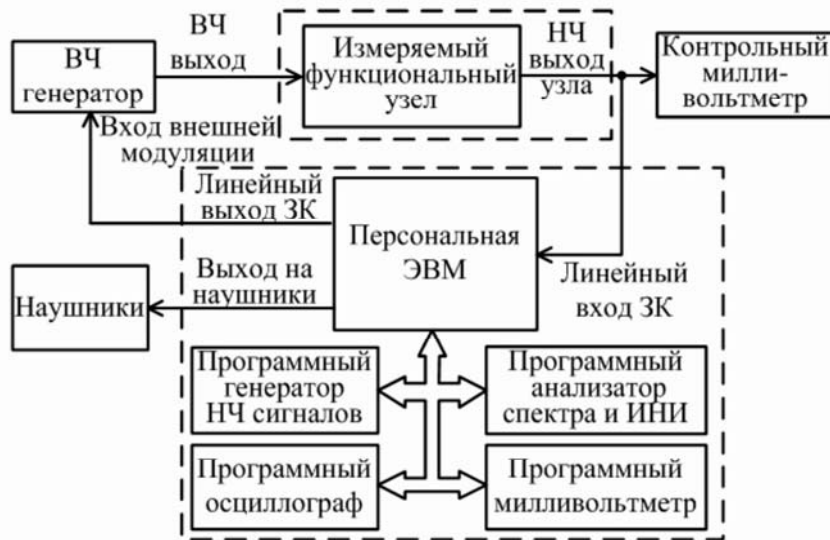 ВЧ
генератор
ВЧ
выход
Измеряемый
функциональный
узел
НЧ
выход
узла
Контрольный
милли-
вольтметр
Вход внешней
модуляции
Линейный
выход ЗК
Персональная
ЭВМ
Линейный
вход ЗК
Выход на
наушники
Наушники
Программный
генератор
НЧ сигналов
Программный
анализатор
спектра и ИНИ
Программный
осциллограф
Программный
милливольтметр